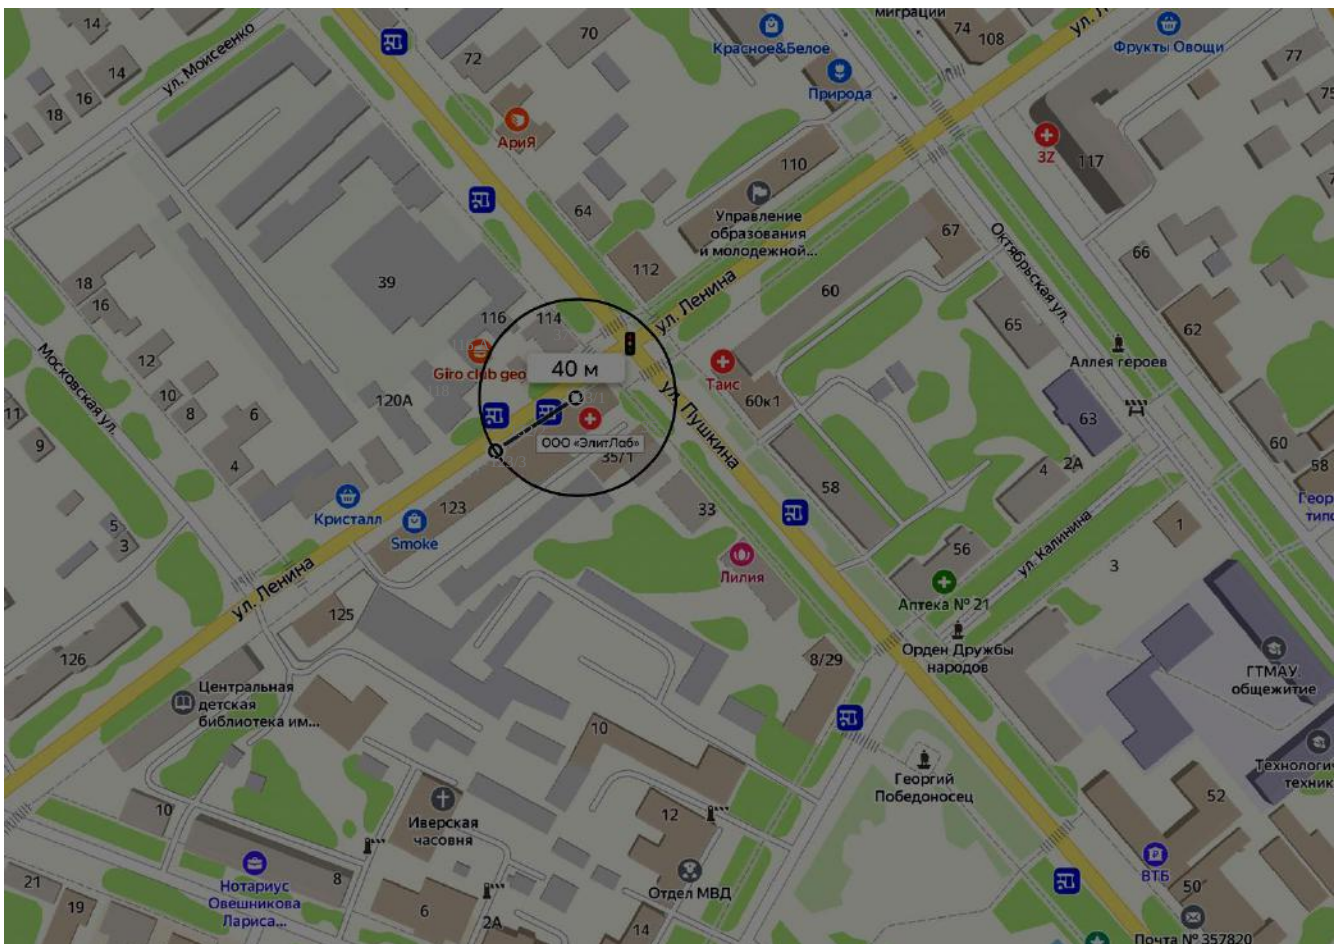 14
ул. Моисеенко
14
16
18
72
70
Красное&Белое
миграции
74
108
Фрукты Овощи
77
75
Природа
АриЯ
3Z
117
110
64
Управление
образования
и молодежной...
67
Октябрьская ул.
66
112
ул. Ленина
60
65
62
18
16
39
116
114
Giro club geo
40 м
Таис
60к1
Аллея героев
Московская ул.
12
10
8
6
4
11
9
120А
118
ООО «ЭлитЛаб»
35/1
ул. Пушкина
63
2А
4
60
58
123
Кристалл
Smoke
33
58
Лилия
56
ул. Калинина
1
3
Аптека № 21
5
3
ул. Ленина
125
126
Центральная
детская
библиотека им...
8/29
Орден Дружбы
народов
ГТМАУ,
общежитие
10
Георгий
Победоносец
10
Иверская
часовня
12
52
Отдел МВД
ВТБ
50
Почта № 357820
21
19
Нотариус
Овешникова
Лариса...
8
6
2А
14